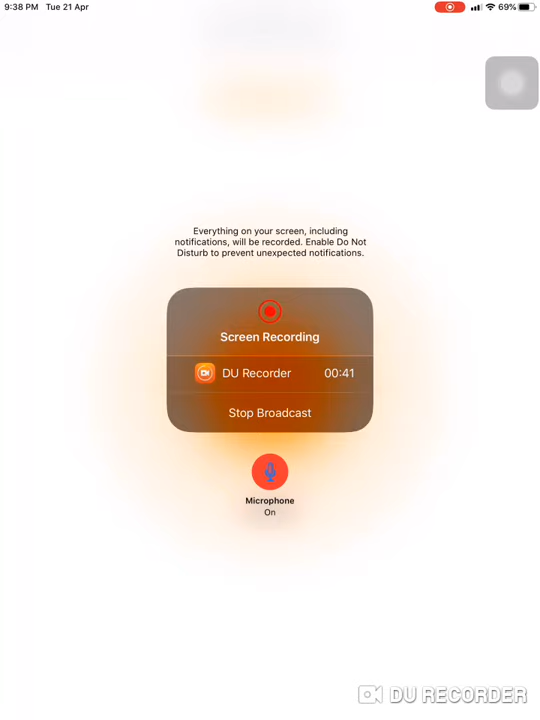 9:38 PM Tue 21 Apr 69%
Everything on your screen, including
notifications, will be recorded. Enable Do Not
Disturb to prevent unexpected notifications.
Screen Recording
DU Recorder 00:41
Stop Broadcast
Microphone
On
DU RECORDER